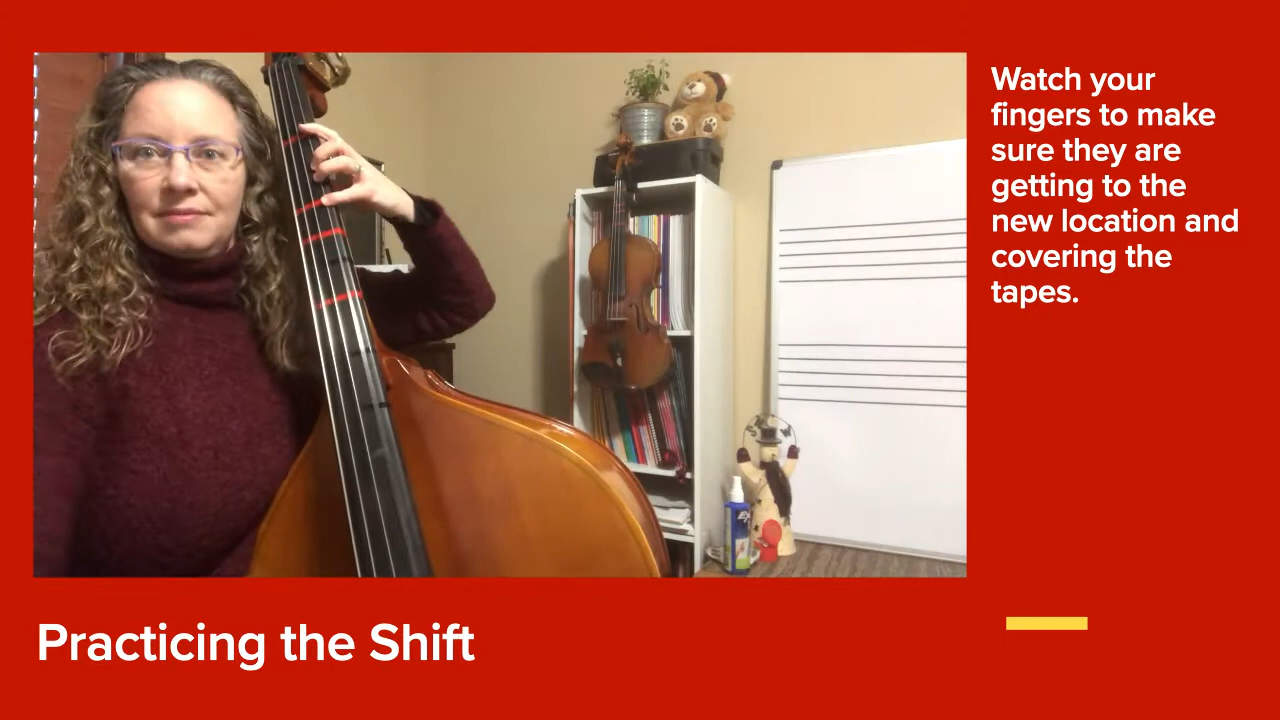 Watch your
fingers to make
sure they are
getting to the
new location and
covering the
tapes.
Practicing the Shift